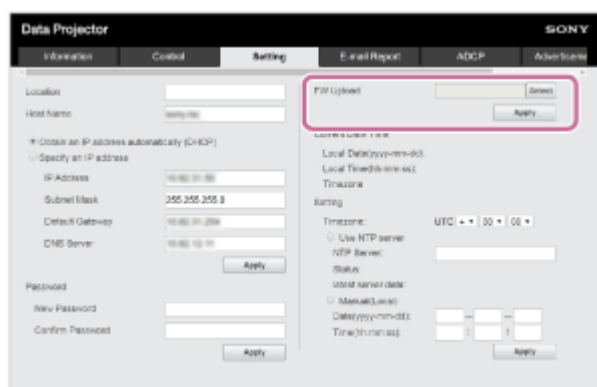 Data Projector
SONY
Information
Control
Setting
E-mail Report
ADCP
Advertiseme
Location
Host Name
Obtain an IP address automatically (DHCP)
Specify an IP address
IP Address
Subnet Mask
255.255.255.0
Default Gateway
DNS Server
Apply
Password
New Password
Confirm Password
Apply
FW Upload
Select
Apply
Current Date Time
Local Date(yyyy-mm-dd):
Local Time(hh:mm:ss):
Timezone
Setting
Timezone:
UTC + 00 00
Use NTP server
NTP Server:
Status:
latest server date:
Manual(Local)
Date(yyyy-mm-dd):
Time(hh:mm:ss):
Apply